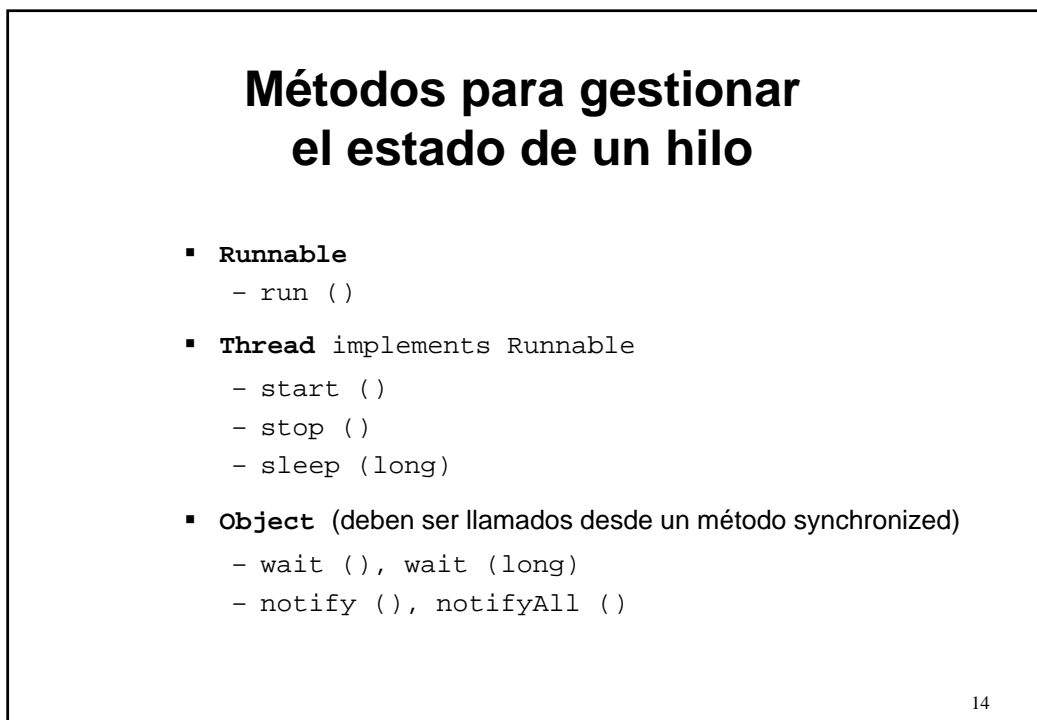 Métodos para gestionar
el estado de un hilo
▪ Runnable
– run ()
▪ Thread implements Runnable
– start ()
– stop ()
– sleep (long)
▪ Object (deben ser llamados desde un método synchronized)
– wait (), wait (long)
– notify (), notifyAll ()
14